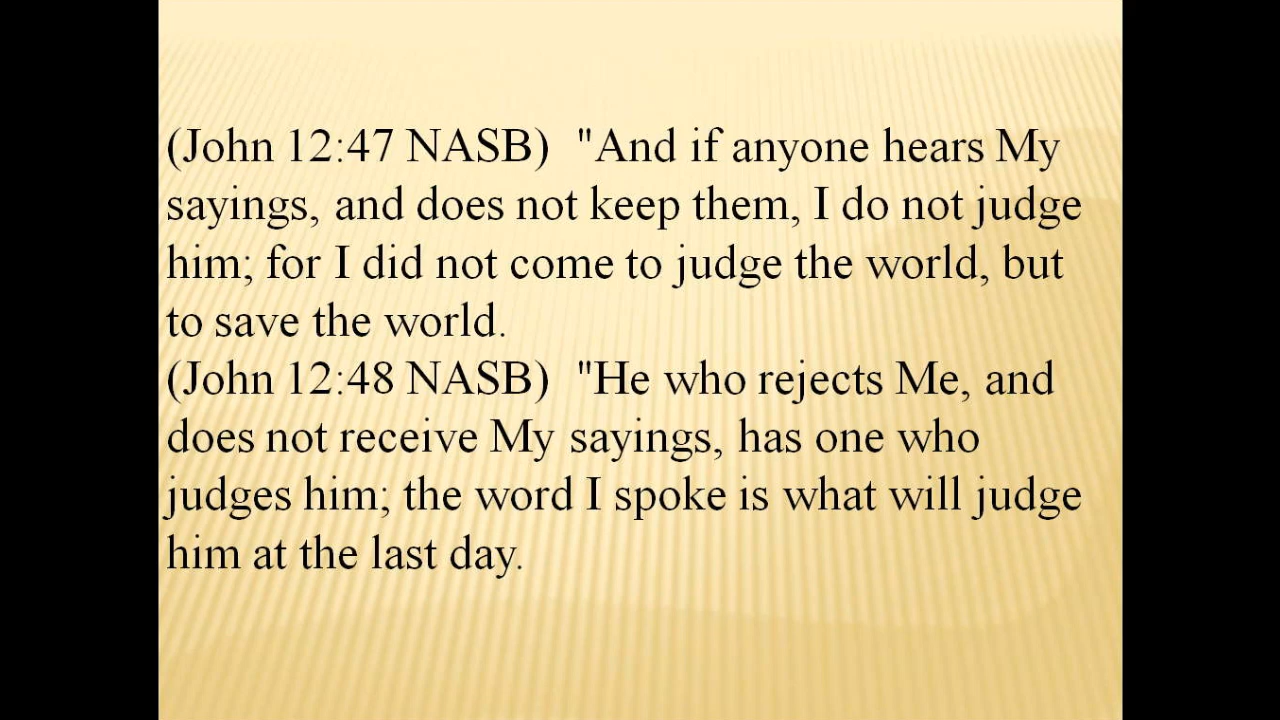 (John 12:47 NASB)  "And if anyone hears My
sayings, and does not keep them, I do not judge
him; for I did not come to judge the world, but
to save the world.
(John 12:48 NASB)  "He who rejects Me, and
does not receive My sayings, has one who
judges him; the word I spoke is what will judge
him at the last day.